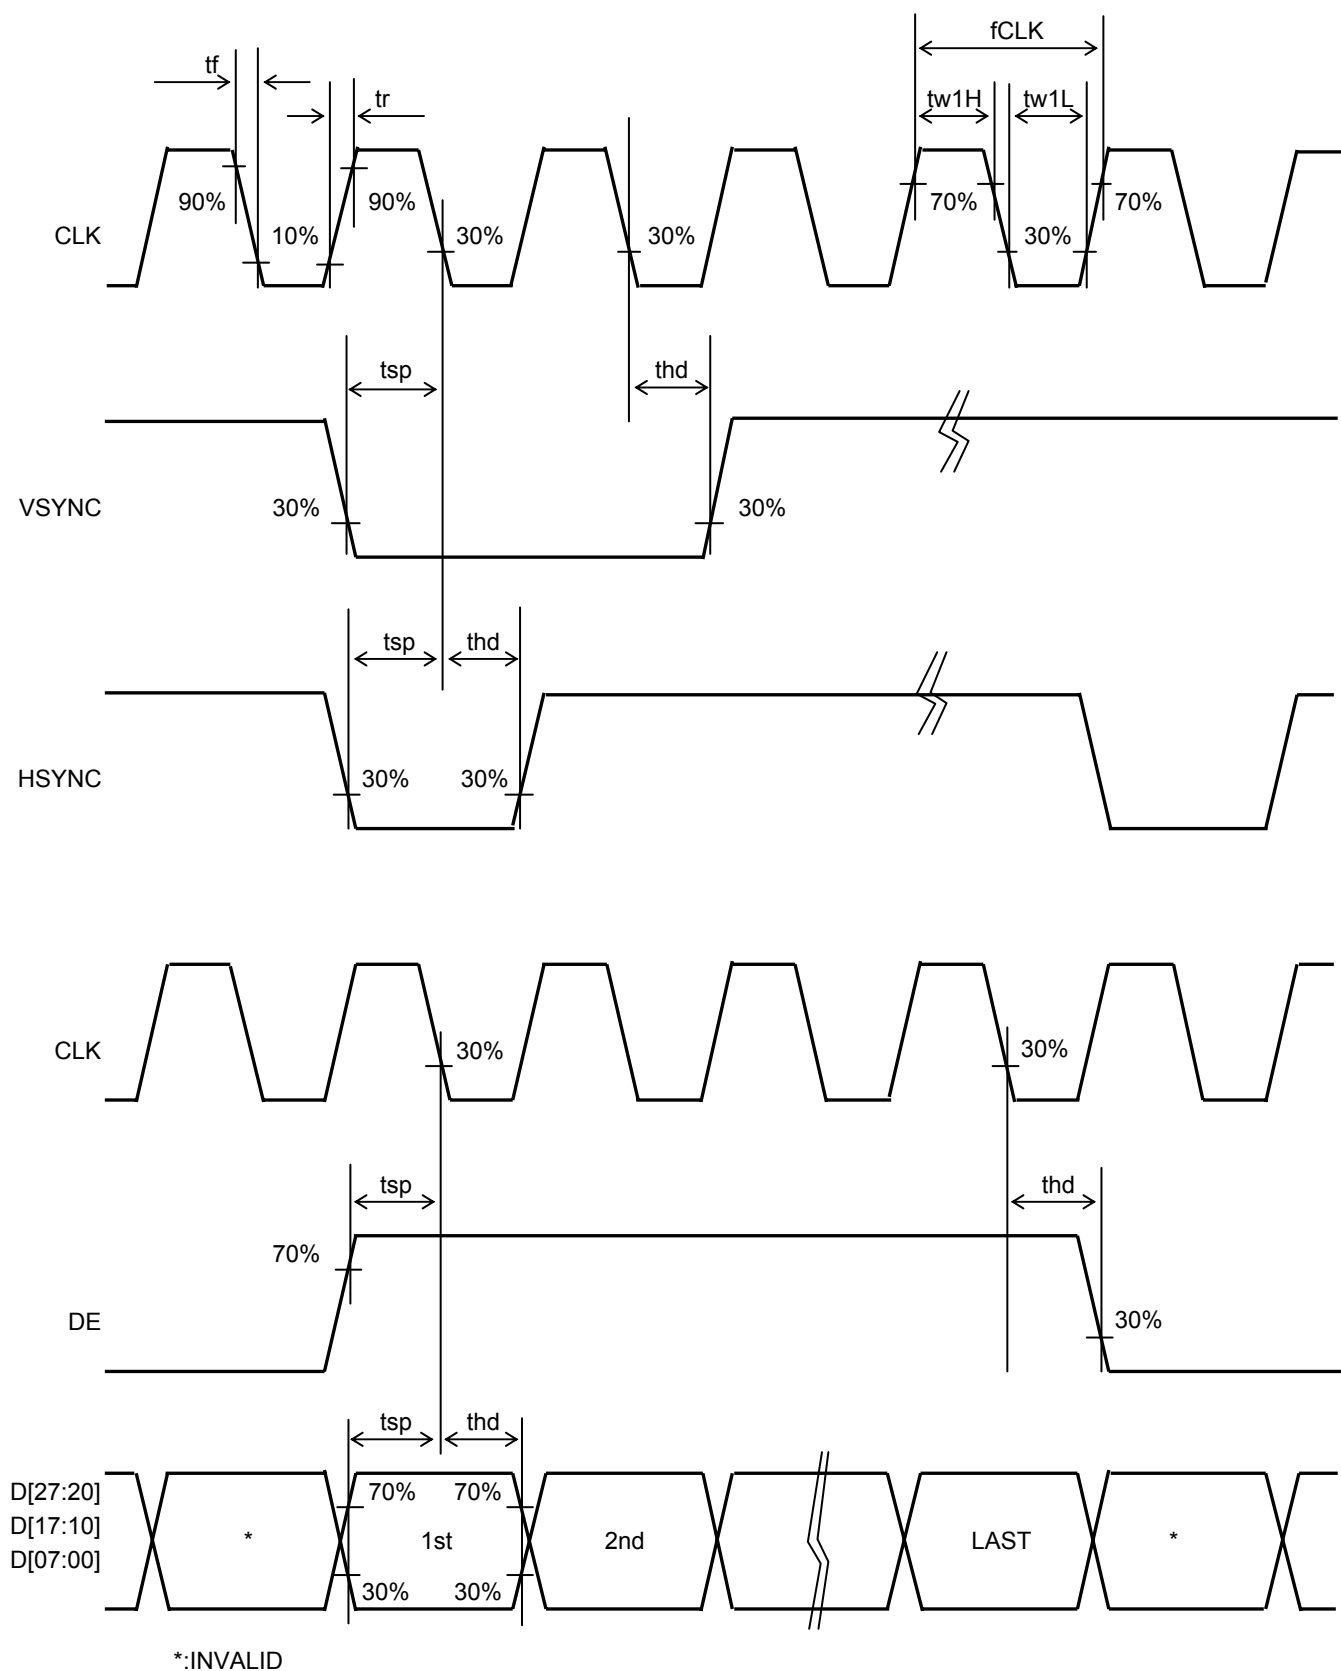 fCLK
tf
tr
tw1H tw1L
90% 90% 70% 70%
CLK 10% 30% 30% 30%
tsp thd
VSYNC 30% 30%
tsp thd
HSYNC 30% 30%
CLK 30% 30%
tsp thd
70%
DE 30%
tsp thd
D[27:20] 70% 70%
D[17:10] * 1st 2nd LAST *
D[07:00]
30% 30%
*:INVALID